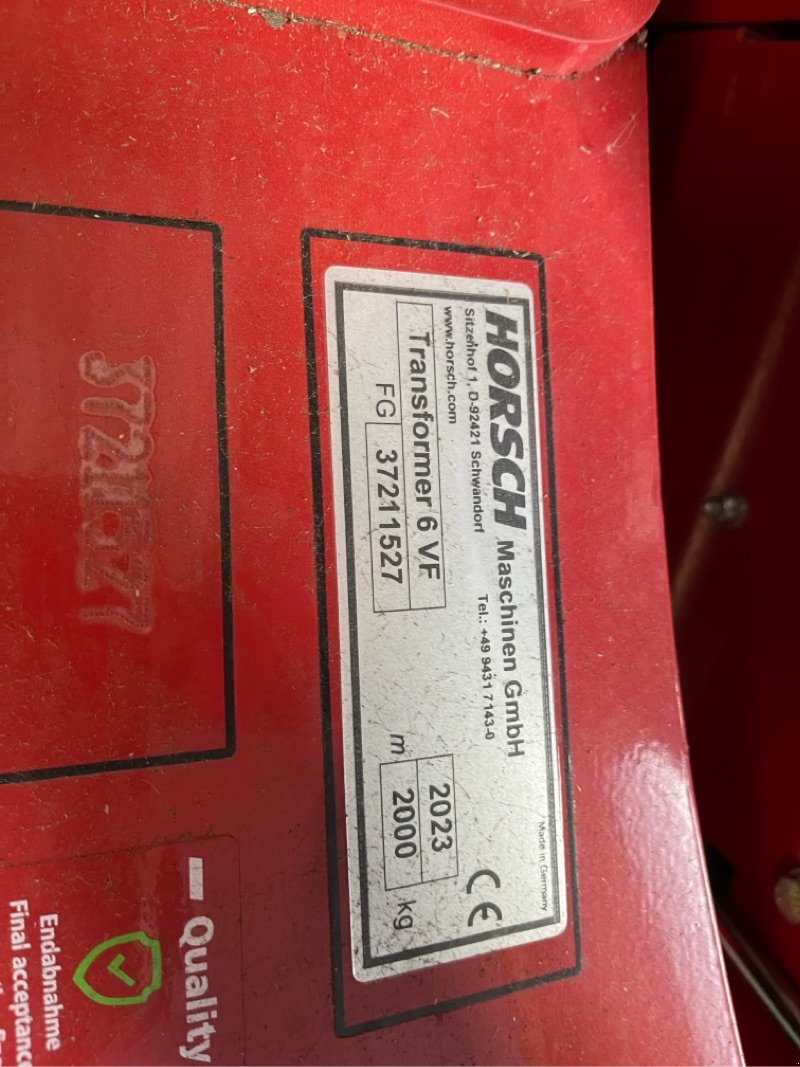 HORSCH Maschinen GmbH
Made in Germany
Sitzenhof 1, D-92421 Schwandorf Tel.: +49 9431 7143-0
www.horsch.com
CE
Transformer 6 VF 2023
FG 37211527 m 2000 kg
37211527
Quality
Endabnahme
Final acceptance